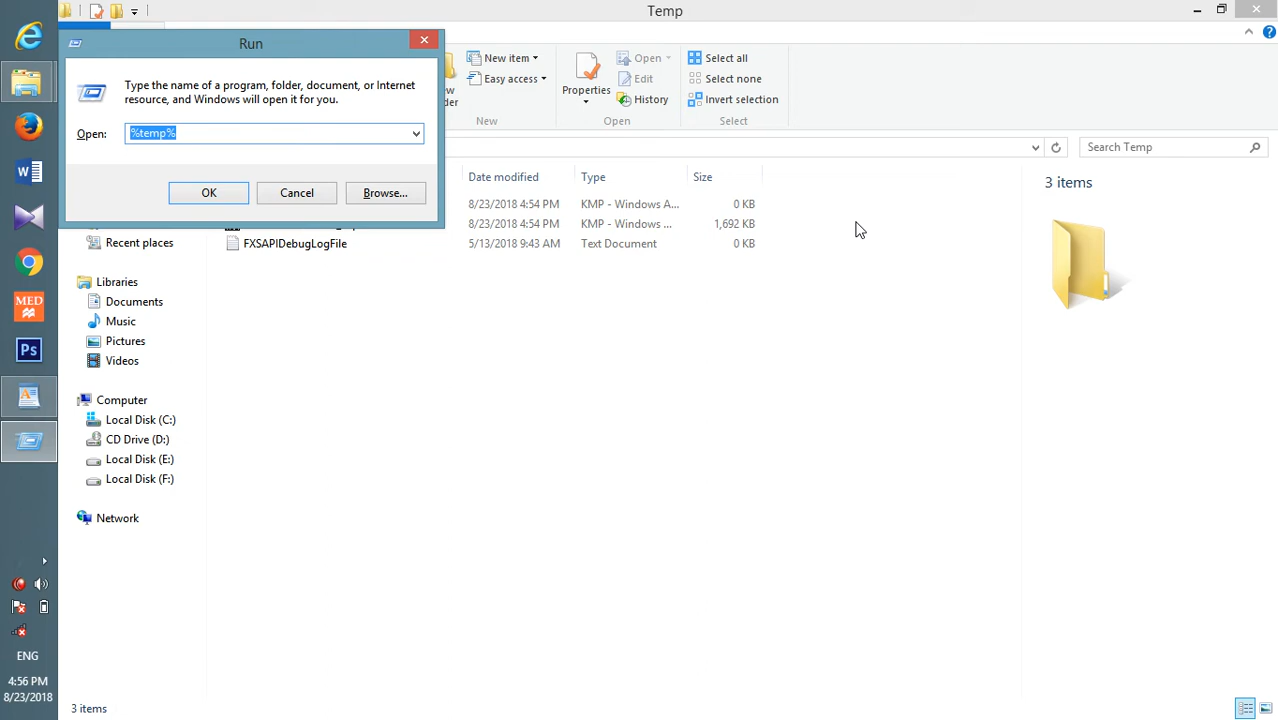 Temp
Run
Type the name of a program, folder, document, or Internet
resource, and Windows will open it for you.
Open:
%temp%
OK
Cancel
Browse...
New item
Easy access
New
Properties
Open
Edit
History
Open
Select all
Select none
Invert selection
Select
Search Temp
Date modified
Type
Size
8/23/2018 4:54 PM
KMP - Windows A...
0 KB
8/23/2018 4:54 PM
KMP - Windows ...
1,692 KB
FXSAPIDebugLogFile
5/13/2018 9:43 AM
Text Document
0 KB
3 items
Recent places
Libraries
Documents
Music
Pictures
Videos
Computer
Local Disk (C:)
CD Drive (D:)
Local Disk (E:)
Local Disk (F:)
Network
MED
Ps
ENG
4:56 PM
8/23/2018
3 items